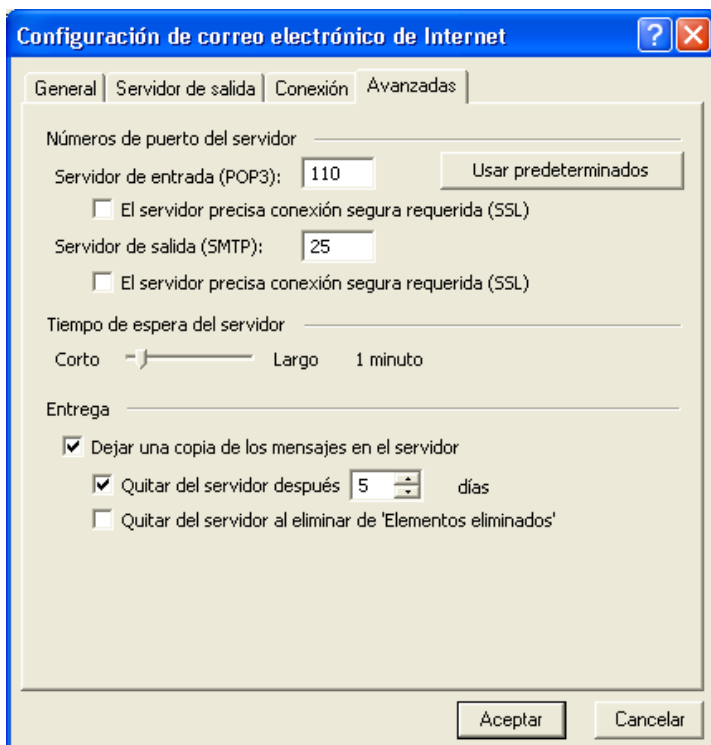 Configuración de correo electrónico de Internet
General Servidor de salida Conexión Avanzadas
Números de puerto del servidor
Servidor de entrada (POP3): 110 Usar predeterminados
El servidor precisa conexión segura requerida (SSL)
Servidor de salida (SMTP): 25
El servidor precisa conexión segura requerida (SSL)
Tiempo de espera del servidor
Corto Largo 1 minuto
Entrega
Dejar una copia de los mensajes en el servidor
Quitar del servidor después 5 días
Quitar del servidor al eliminar de 'Elementos eliminados'
Aceptar Cancelar